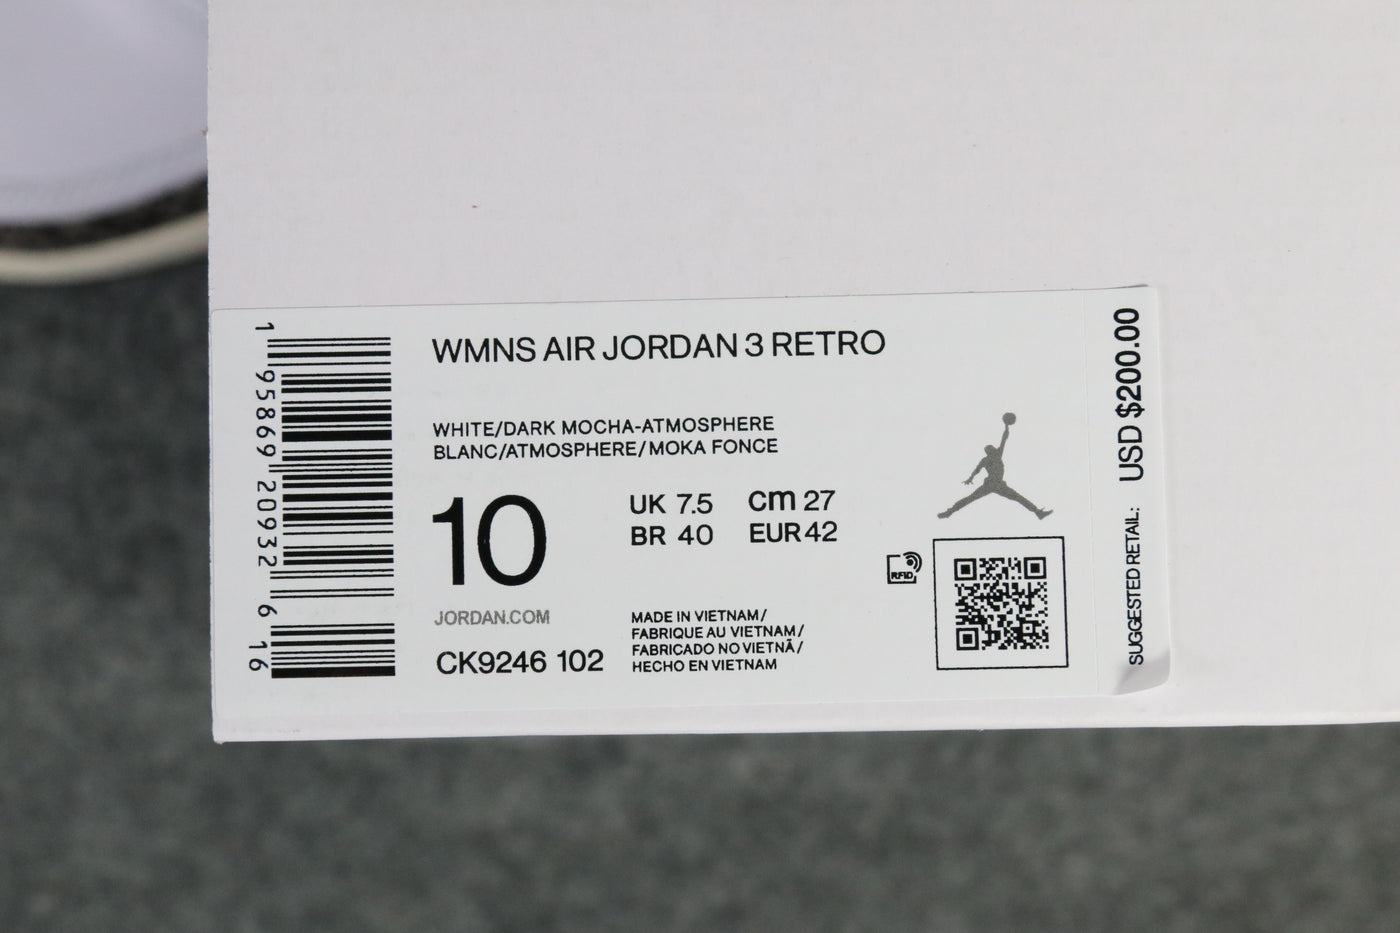 1 95869 20932 6 16
WMNS AIR JORDAN 3 RETRO
WHITE/DARK MOCHA-ATMOSPHERE
BLANC/ATMOSPHERE/MOKA FONCE
10
UK 7.5 cm 27
BR 40 EUR 42
JORDAN.COM
CK9246 102
MADE IN VIETNAM/
FABRIQUE AU VIETNAM/
FABRICADO NO VIETNÃ/
HECHO EN VIETNAM
RFID
SUGGESTED RETAIL: USD $200.00